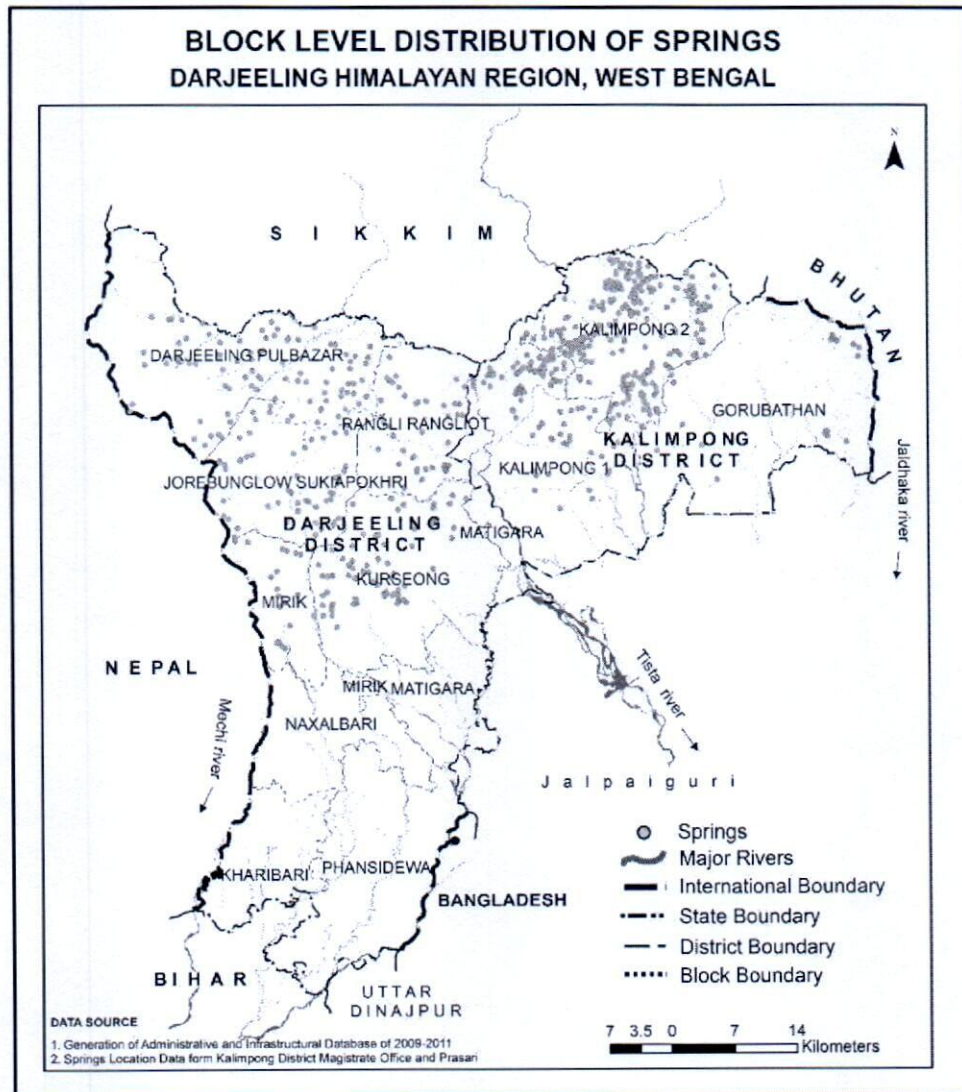 BLOCK LEVEL DISTRIBUTION OF SPRINGS
DARJEELING HIMALAYAN REGION, WEST BENGAL
N
SIKKIM
BHUTAN
KALIMPONG 2
DARJEELING PULBAZAR
GORUBATHAN
RANGLI RANGLIOT
KALIMPONG
DISTRICT
KALIMPONG 1
JOREBUNGLOW SUKIAPOKHRI
Jaldhaka river
DARJEELING
DISTRICT
MATIGARA
KURSEONG
MIRIK
NEPAL
Tista river
MIRIK
MATIGARA
NAXALBARI
Mechi river
Jalpaiguri
Springs
Major Rivers
KHARIBARI
PHANSIDEWA
International Boundary
BANGLADESH
State Boundary
District Boundary
BIHAR
Block Boundary
UTTAR
DINAJPUR
DATA SOURCE
1. Generation of Administrative and Infrastructural Database of 2009-2011
2. Springs Location Data form Kalimpong District Magistrate Office and Prasari
7 3.5 0 7 14
Kilometers